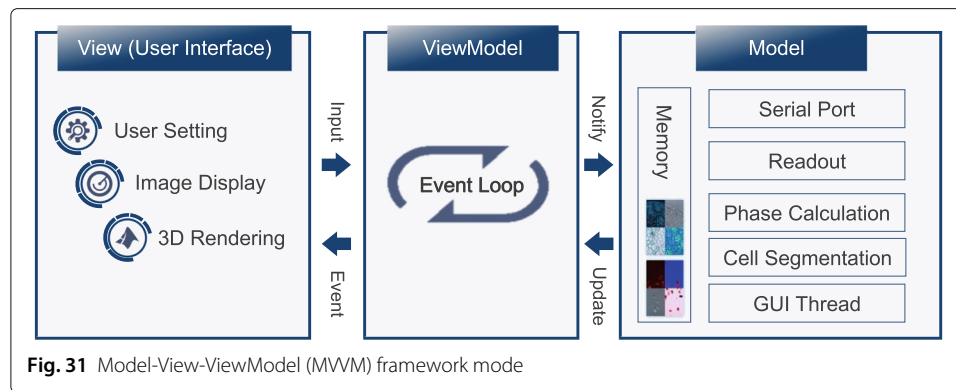 View (User Interface)
User Setting
Image Display
3D Rendering
Input
Event
ViewModel
Event Loop
Notify
Update
Model
Memory
Serial Port
Readout
Phase Calculation
Cell Segmentation
GUI Thread
Fig. 31 Model-View-ViewModel (MVVM) framework mode